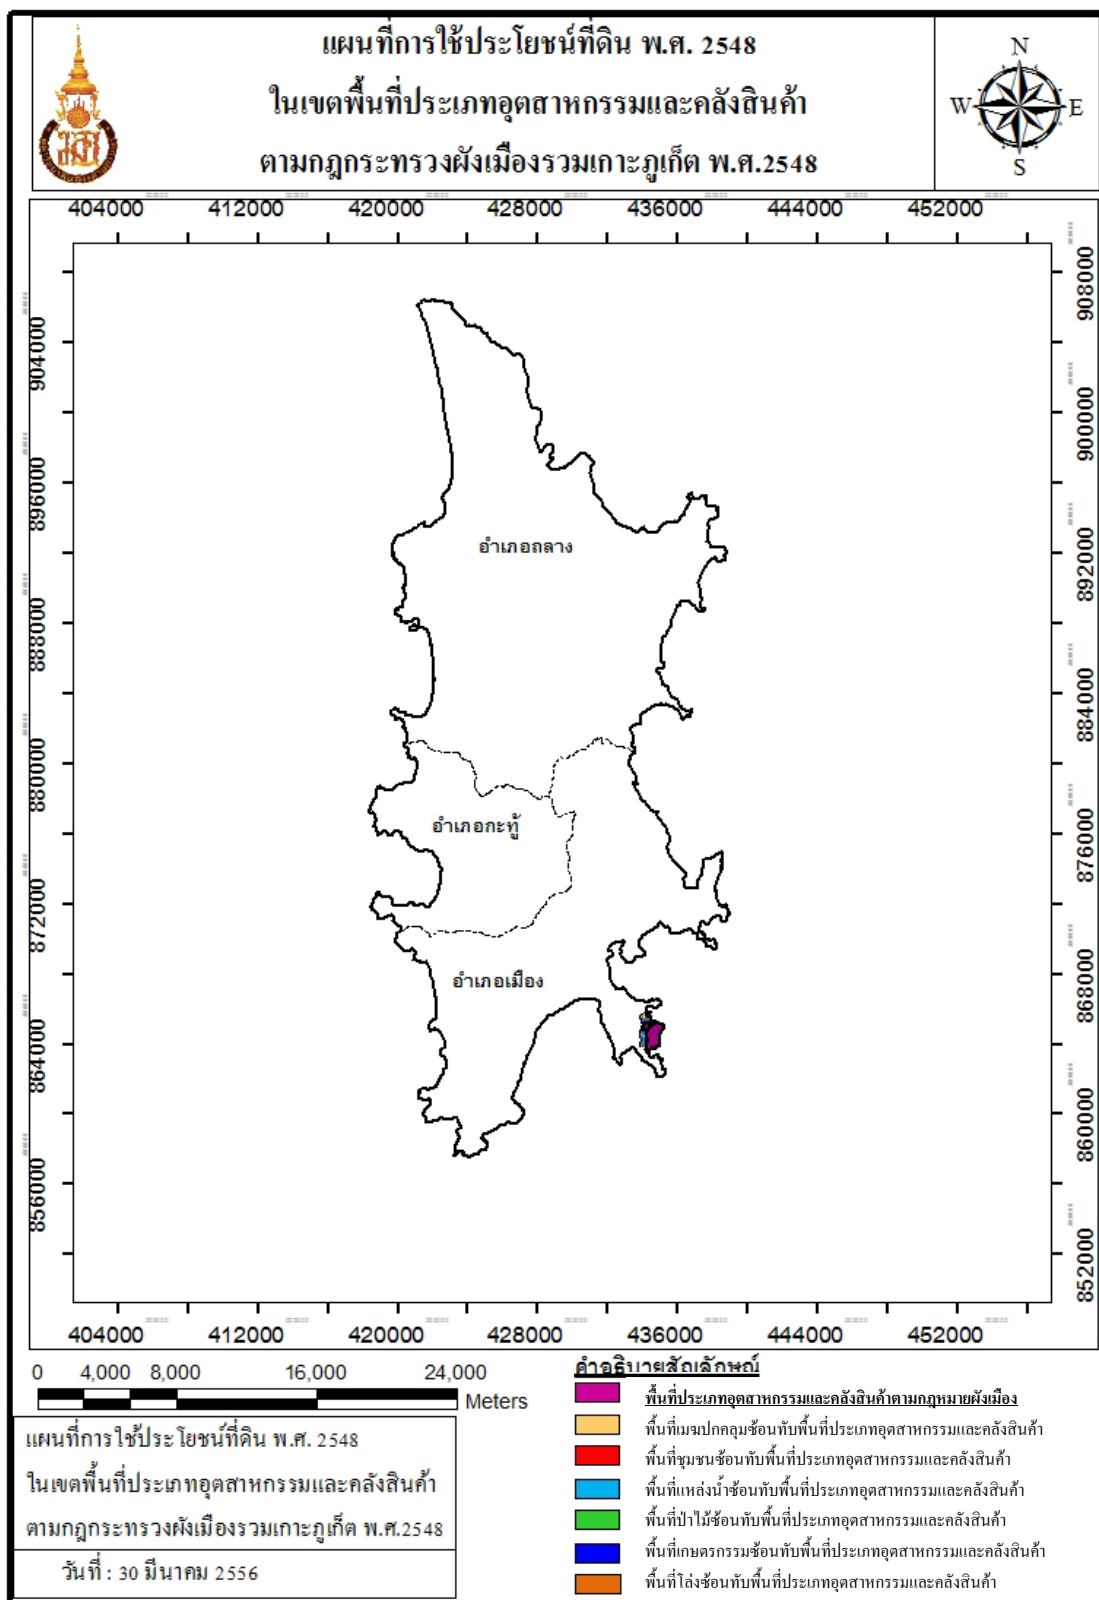 แผนที่การใช้ประโยชน์ที่ดิน พ.ศ. 2548
ในเขตพื้นที่ประเภทอุตสาหกรรมและคลังสินค้า
ตามกฎกระทรวงผังเมืองรวมเกาะภูเก็ต พ.ศ.2548
N
W E
S
404000 412000 420000 428000 436000 444000 452000
904000
896000
888000
880000
872000
864000
856000
908000
900000
892000
884000
876000
868000
860000
852000
อำเภอถลาง
อำเภอกะทู้
อำเภอเมือง
404000 412000 420000 428000 436000 444000 452000
0 4,000 8,000 16,000 24,000
Meters
แผนที่การใช้ประโยชน์ที่ดิน พ.ศ. 2548
ในเขตพื้นที่ประเภทอุตสาหกรรมและคลังสินค้า
ตามกฎกระทรวงผังเมืองรวมเกาะภูเก็ต พ.ศ.2548
วันที่ : 30 มีนาคม 2556
คำอธิบายสัญลักษณ์
พื้นที่ประเภทอุตสาหกรรมและคลังสินค้าตามกฎหมายผังเมือง
พื้นที่เมฆปกคลุมซ้อนทับพื้นที่ประเภทอุตสาหกรรมและคลังสินค้า
พื้นที่ชุมชนซ้อนทับพื้นที่ประเภทอุตสาหกรรมและคลังสินค้า
พื้นที่แหล่งน้ำซ้อนทับพื้นที่ประเภทอุตสาหกรรมและคลังสินค้า
พื้นที่ป่าไม้ซ้อนทับพื้นที่ประเภทอุตสาหกรรมและคลังสินค้า
พื้นที่เกษตรกรรมซ้อนทับพื้นที่ประเภทอุตสาหกรรมและคลังสินค้า
พื้นที่โล่งซ้อนทับพื้นที่ประเภทอุตสาหกรรมและคลังสินค้า